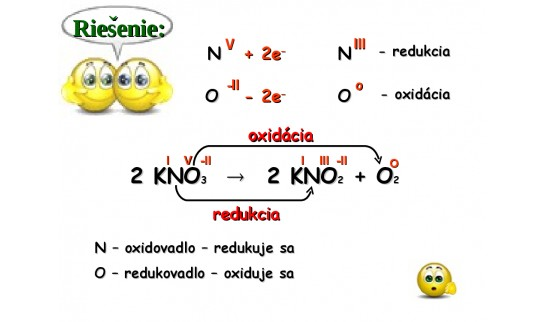 Riešenie:
N V + 2e- N III - redukcia
O -II - 2e- O 0 - oxidácia
oxidácia
I V -II I III -II 0
2 KNO3 → 2 KNO2 + O2
redukcia
N - oxidovadlo - redukuje sa
O - redukovadlo - oxiduje sa